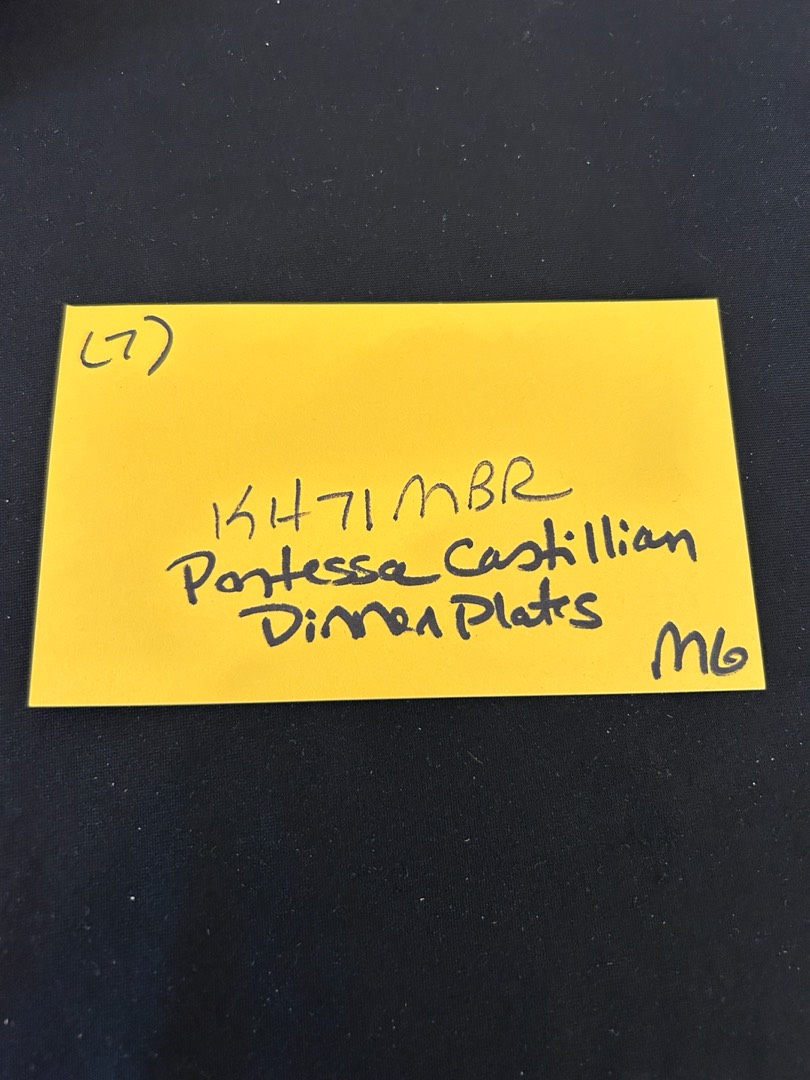 (7)
KH71MBR
Portessa Castillian
Dinner Plates
M6